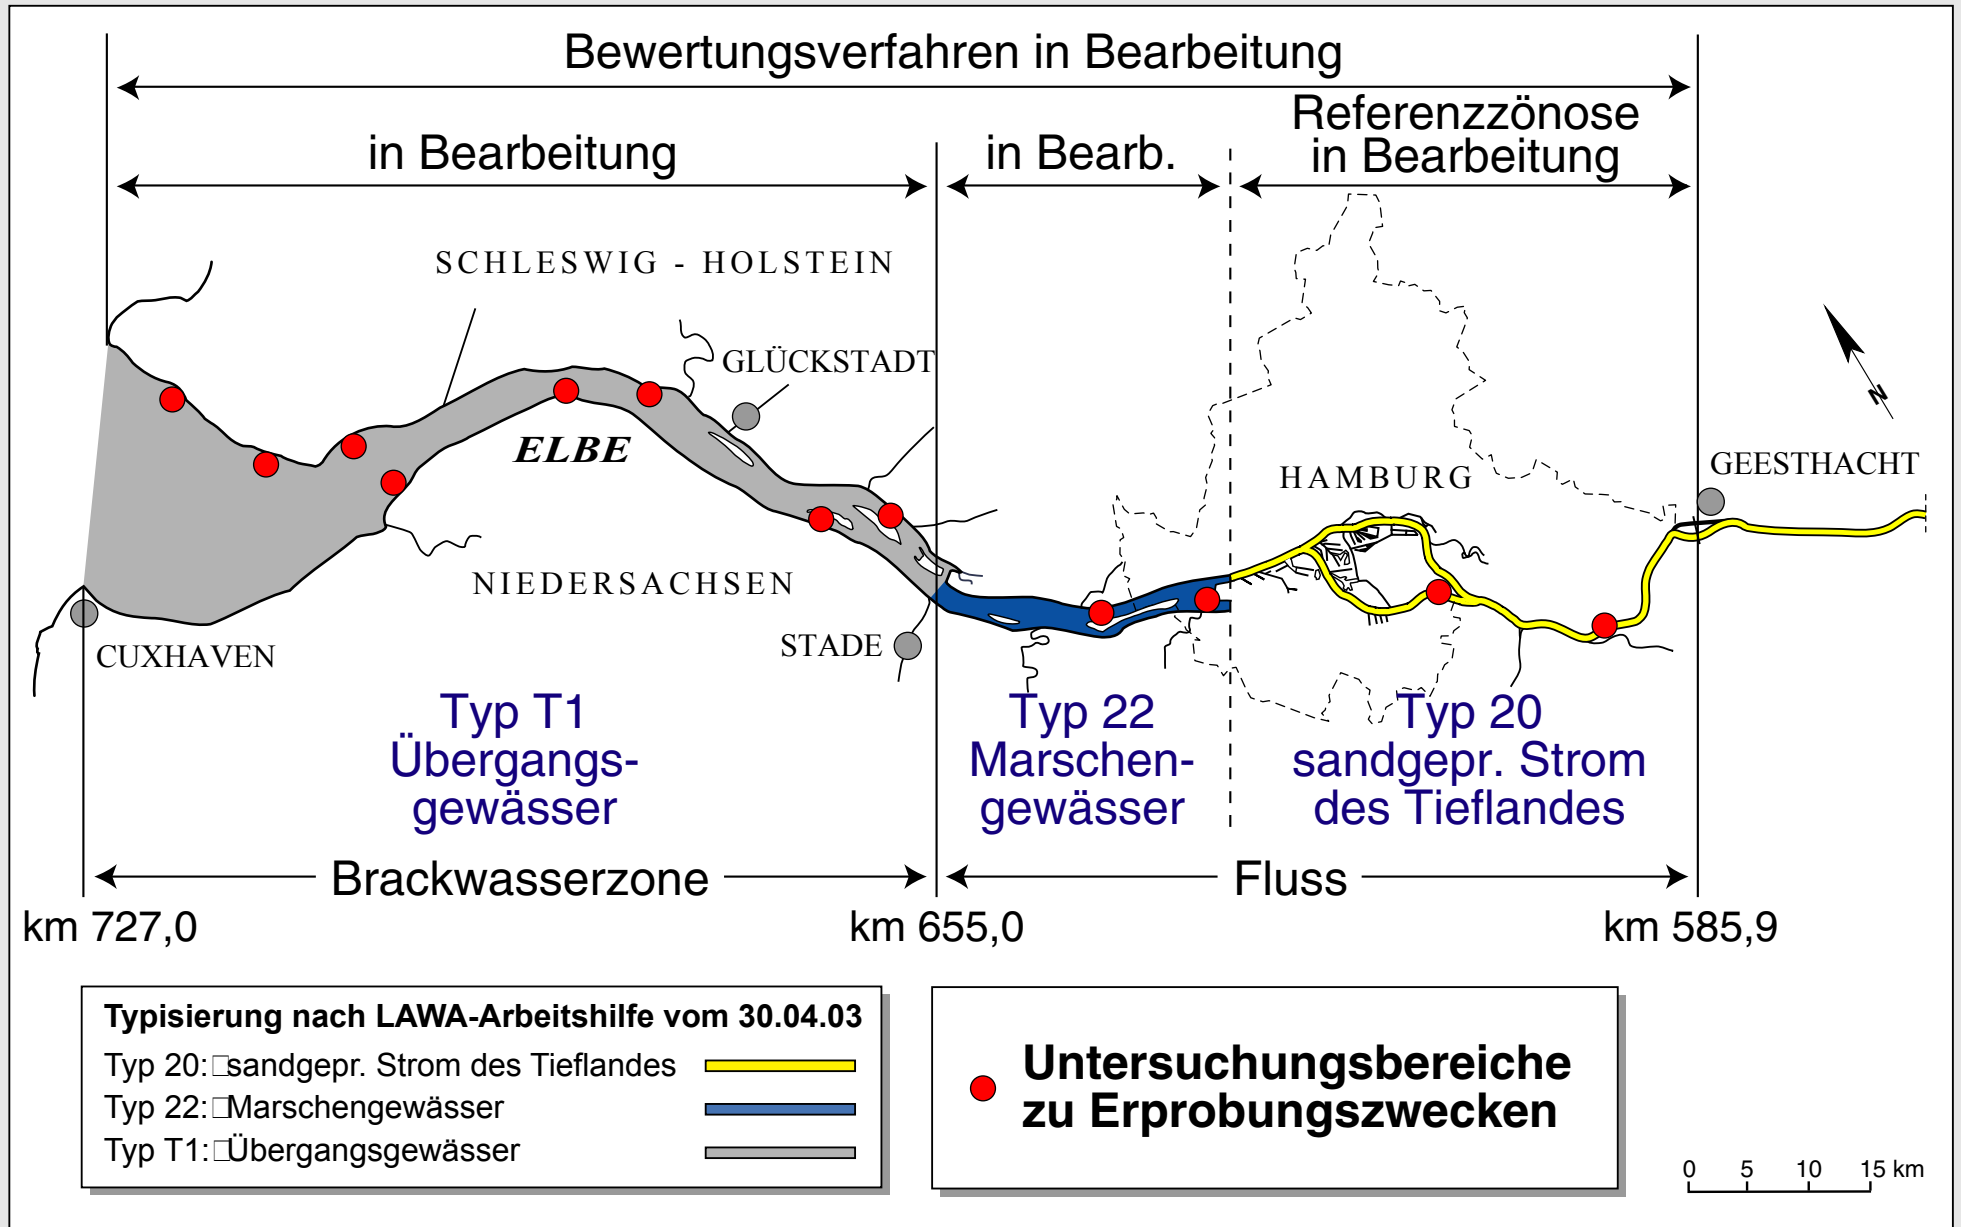 Bewertungsverfahren in Bearbeitung
in Bearbeitung
in Bearb.
Referenzzönose
in Bearbeitung
SCHLESWIG - HOLSTEIN
GLÜCKSTADT
ELBE
HAMBURG
GEESTHACHT
N
NIEDERSACHSEN
STADE
CUXHAVEN
Typ T1
Übergangs-
gewässer
Typ 22
Marschen-
gewässer
Typ 20
sandgepr. Strom
des Tieflandes
Brackwasserzone
Fluss
km 727,0
km 655,0
km 585,9
Typisierung nach LAWA-Arbeitshilfe vom 30.04.03
Typ 20: sandgepr. Strom des Tieflandes
Typ 22: Marschengewässer
Typ T1: Übergangsgewässer
Untersuchungsbereiche
zu Erprobungszwecken
0 5 10 15 km